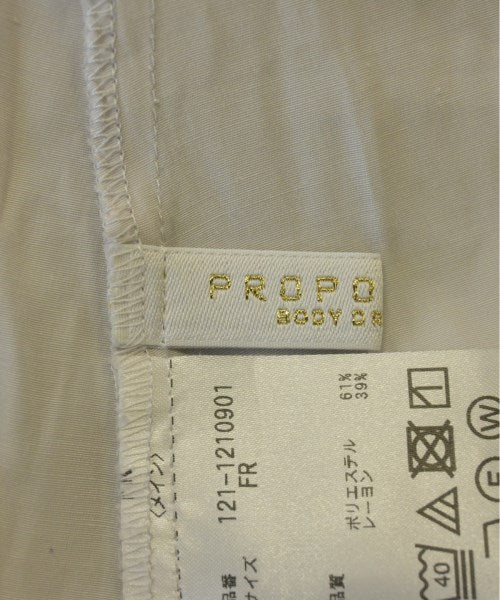 PROPO
BODY DR
〈メイン〉
品番 121-1210901
サイズ FR
品質 ポリエステル 61%
レーヨン 39%
40
W
F